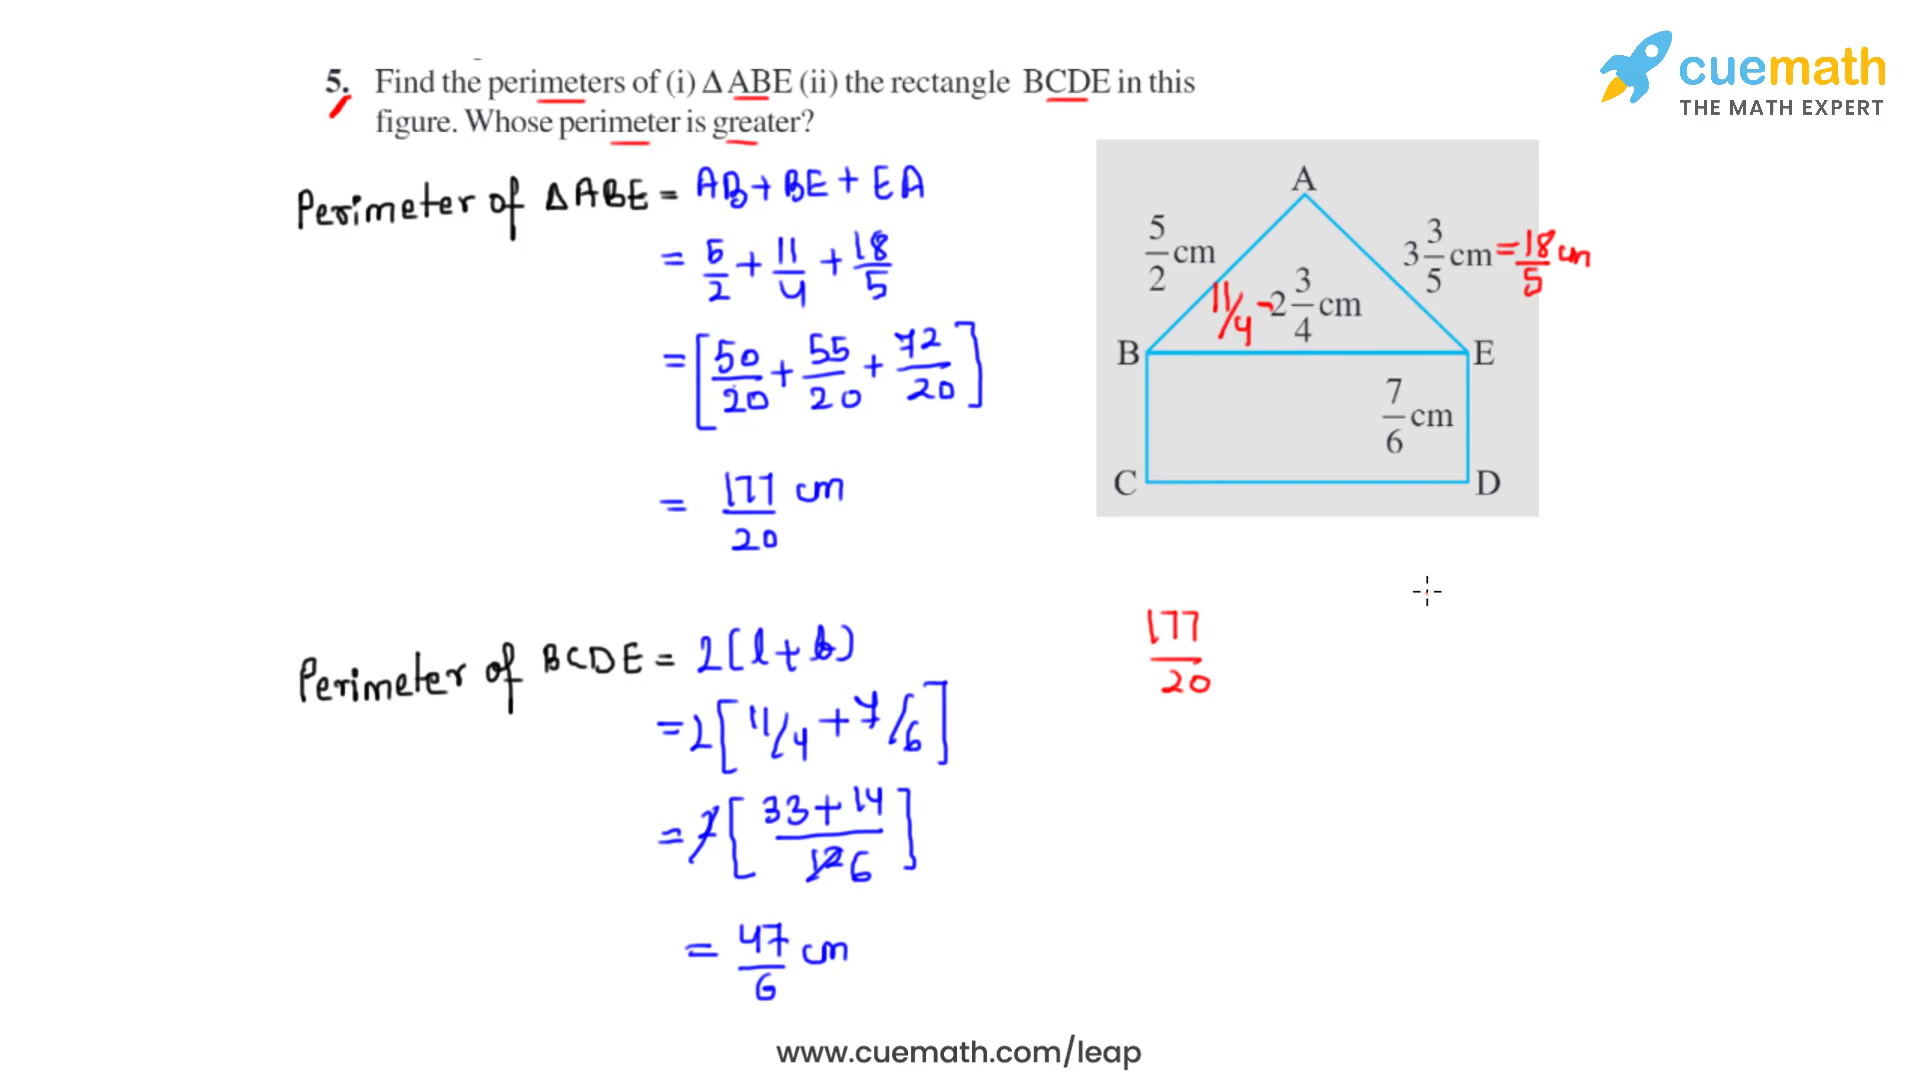 cuemath
THE MATH EXPERT
5. Find the perimeters of (i) Δ ABE (ii) the rectangle BCDE in this
figure. Whose perimeter is greater?
Perimeter of ΔABE = AB + BE + EA
= 5/2 + 11/4 + 18/5
= [50/20 + 55/20 + 72/20]
= 177/20 cm
A
5/2 cm
3 3/5 cm = 18/5 cm
11/4 - 2 3/4 cm
B
E
7/6 cm
C
D
Perimeter of BCDE = 2[l+b)
= 2[11/4 + 7/6]
= 2[33+14/12 6]
= 47/6 cm
177/20
www.cuemath.com/leap